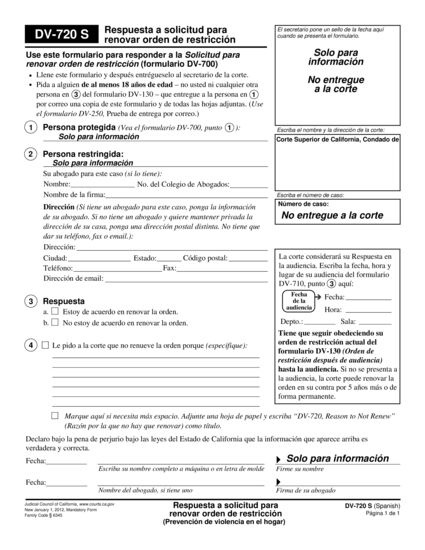 DV-720 S
Respuesta a solicitud para
renovar orden de restricción
El secretario pone un sello de la fecha aquí
cuando se presenta el formulario.
Solo para
información
No entregue
a la corte
Use este formulario para responder a la Solicitud para
renovar orden de restricción (formulario DV-700)
• Llene este formulario y después entrégueselo al secretario de la corte.
• Pida a alguien de al menos 18 años de edad – no usted ni cualquier otra
persona en 3 del formulario DV-130 – que entregue a la persona en 1
por correo una copia de este formulario y de todas las hojas adjuntas. (Use
el formulario DV-250, Prueba de entrega por correo.)
1 Persona protegida (Vea el formulario DV-700, punto 1):
Solo para información
Escriba el nombre y la dirección de la corte:
Corte Superior de California, Condado de
2 Persona restringida:
Solo para información
Su abogado para este caso (si lo tiene):
Nombre: No. del Colegio de Abogados:
Nombre de la firma:
Escriba el número de caso:
Número de caso:
No entregue a la corte
Dirección (Si tiene un abogado para este caso, ponga la información
de su abogado. Si no tiene un abogado y quiere mantener privada la
dirección de su casa, ponga una dirección postal distinta. No tiene que
dar su teléfono, fax o email.):
Dirección:
Ciudad: Estado: Código postal:
Teléfono: Fax:
Dirección de email:
La corte considerará su Respuesta en
la audiencia. Escriba la fecha, hora y
lugar de su audiencia del formulario
DV-710, punto 3 aquí:
Fecha
de la
audiencia
Fecha:
Hora:
Depto.: Sala:
Tiene que seguir obedeciendo su
orden de restricción actual del
formulario DV-130 (Orden de
restricción después de audiencia)
hasta la audiencia. Si no se presenta a
la audiencia, la corte puede renovar la
orden en su contra por 5 años más o de
forma permanente.
3 Respuesta
a. Estoy de acuerdo en renovar la orden.
b. No estoy de acuerdo en renovar la orden.
4 Le pido a la corte que no renueve la orden porque (especifique):
Marque aquí si necesita más espacio. Adjunte una hoja de papel y escriba “DV-720, Reason to Not Renew”
(Razón por la que no hay que renovar) como título.
Declaro bajo la pena de perjurio bajo las leyes del Estado de California que la información que aparece arriba es
verdadera y correcta.
Fecha:
Solo para información
Escriba su nombre completo a máquina o en letra de molde
Firme su nombre
Fecha:
Nombre del abogado, si tiene uno
Firma de su abogado
Judicial Council of California, www.courts.ca.gov
New January 1, 2012, Mandatory Form
Family Code § 6345
Respuesta a solicitud para
renovar orden de restricción
(Prevención de violencia en el hogar)
DV-720 S (Spanish)
Página 1 de 1